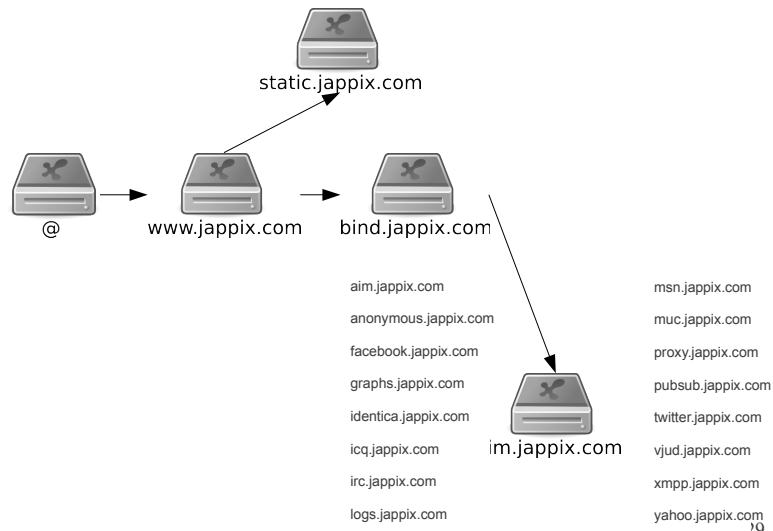 static.jappix.com
@
www.jappix.com
bind.jappix.com
aim.jappix.com
anonymous.jappix.com
facebook.jappix.com
graphs.jappix.com
identica.jappix.com
icq.jappix.com
irc.jappix.com
logs.jappix.com
im.jappix.com
msn.jappix.com
muc.jappix.com
proxy.jappix.com
pubsub.jappix.com
twitter.jappix.com
vjud.jappix.com
xmpp.jappix.com
yahoo.jappix.com